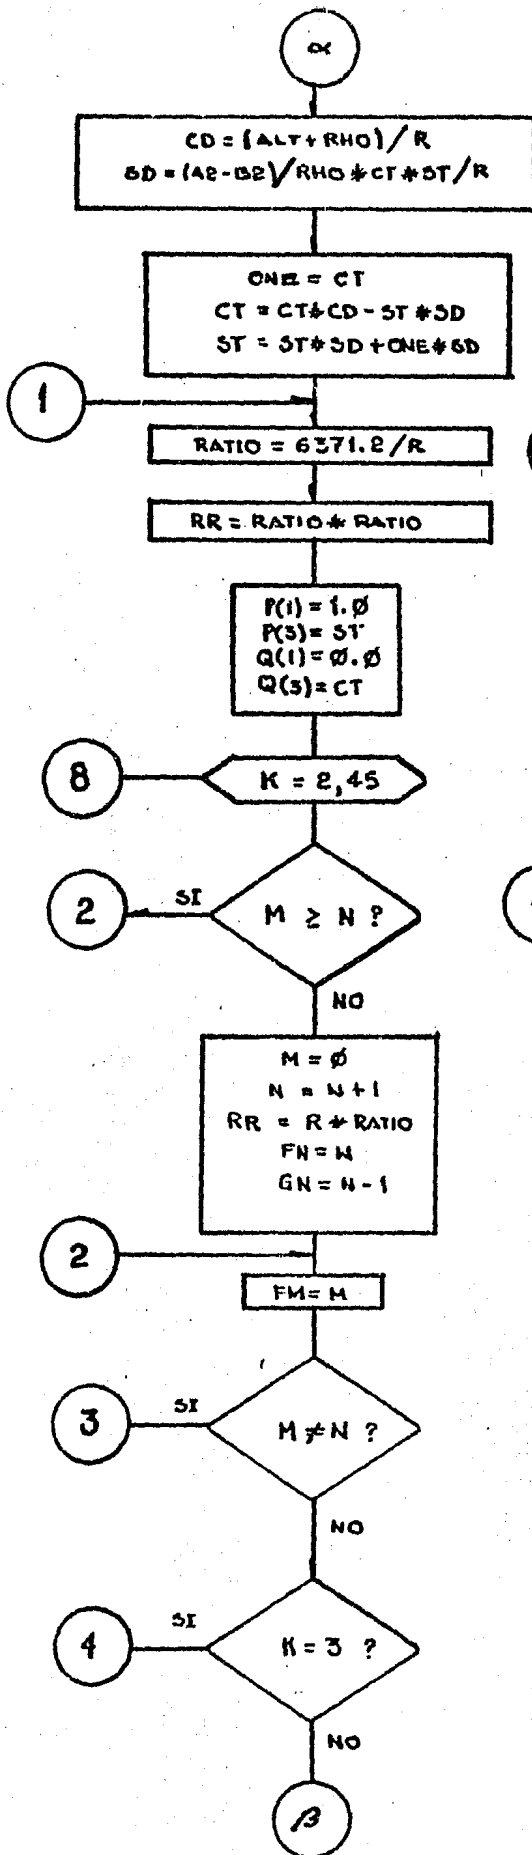 α
CD = (ALT + RHO) / R
SD = (A2-B2)/RHO * CT * ST / R
ONE = CT
CT = CT*CD - ST*SD
ST = ST*SD + ONE*SD
1
RATIO = 6371.2/R
RR = RATIO * RATIO
P(1) = 1.Ø
P(3) = ST
Q(1) = Ø.Ø
Q(3) = CT
8
K = 2,45
2
SI
M ≥ N ?
NO
M = Ø
N = N+1
RR = R * RATIO
FN = N
GN = N-1
2
FM = M
3
SI
M ≠ N ?
NO
4
SI
K = 3 ?
NO
β